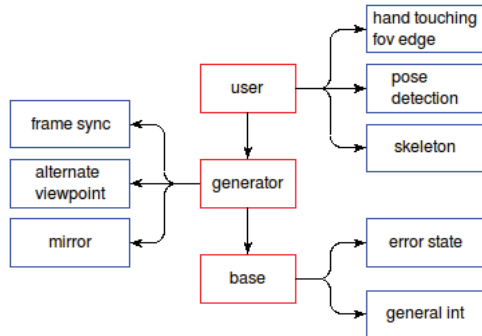 hand touching
fov edge
user
pose
detection
frame sync
skeleton
alternate
viewpoint
generator
mirror
error state
base
general int